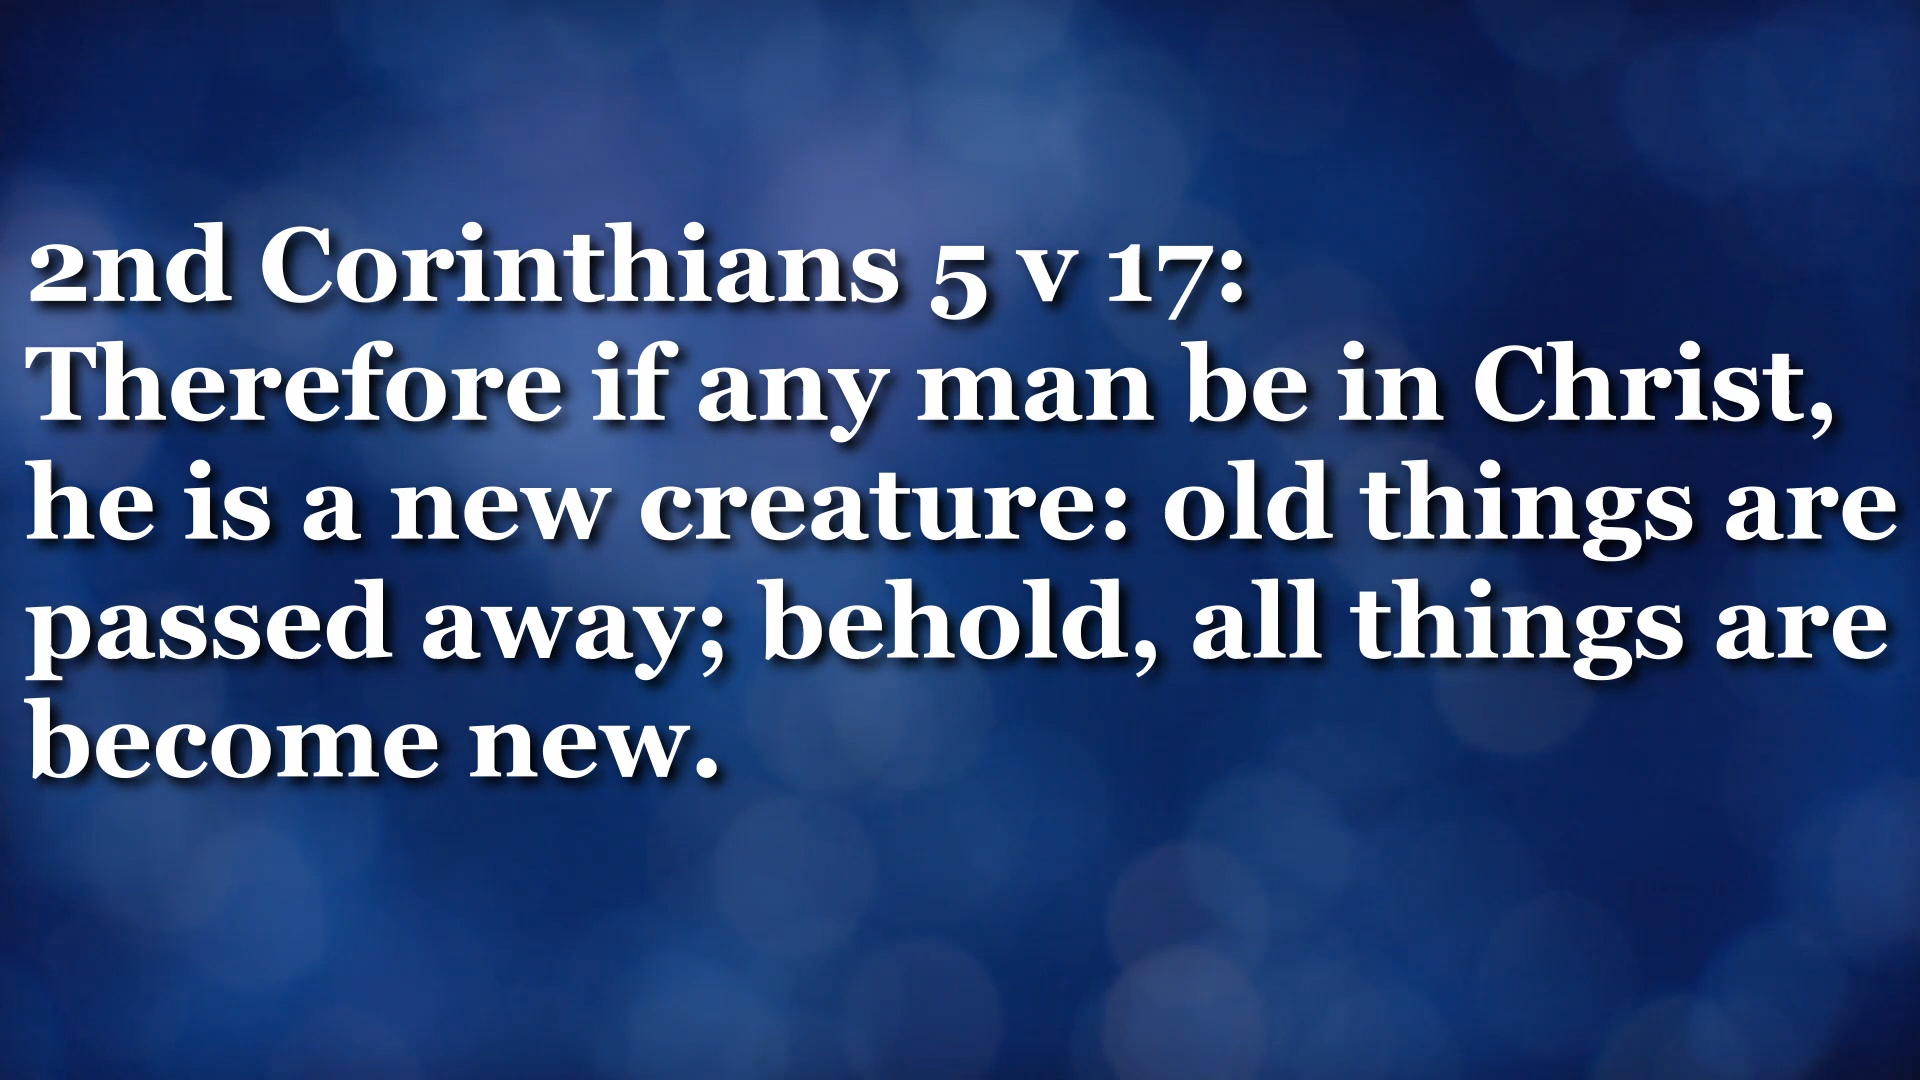 2nd Corinthians 5 v 17:
Therefore if any man be in Christ,
he is a new creature: old things are
passed away; behold, all things are
become new.